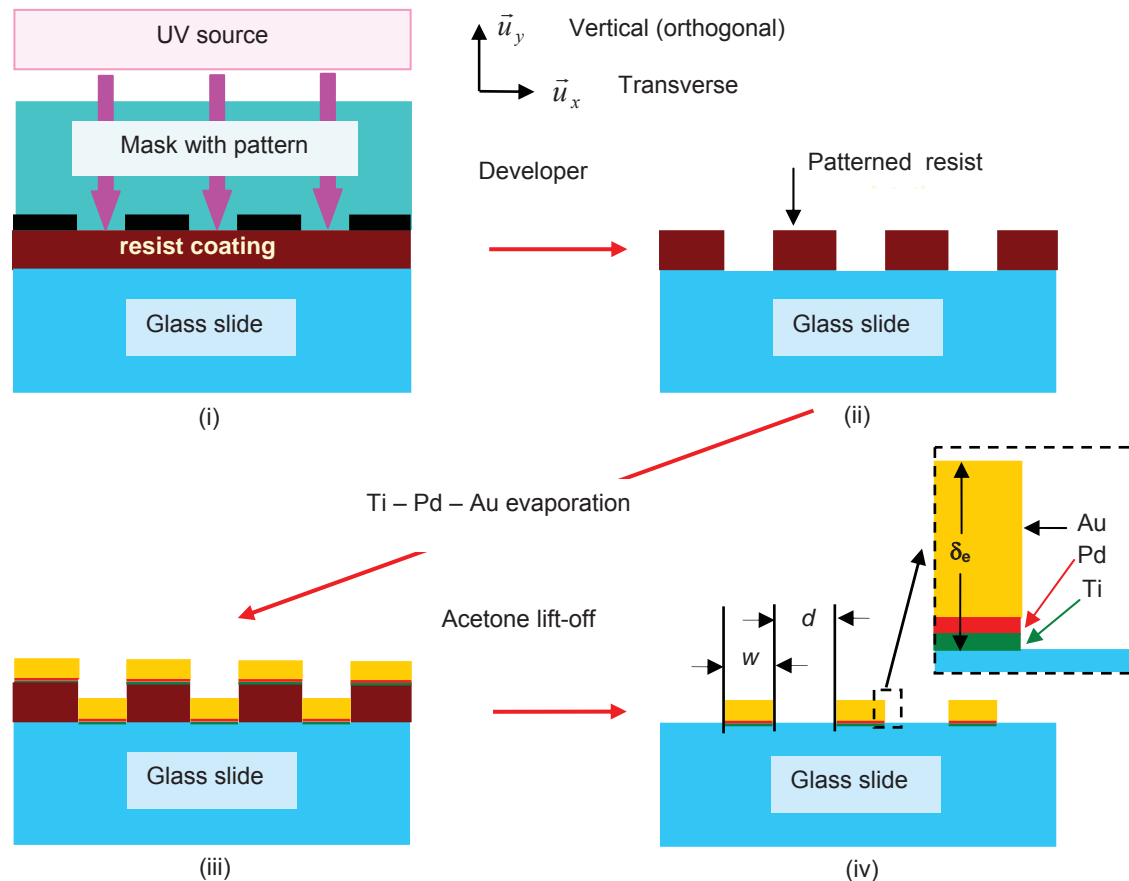 UV source
Mask with pattern
resist coating
Glass slide
(i)
u⃗y Vertical (orthogonal)
u⃗x Transverse
Developer
Patterned resist
Glass slide
(ii)
Ti – Pd – Au evaporation
Acetone lift-off
Glass slide
(iii)
w
d
Glass slide
(iv)
δe
Au
Pd
Ti